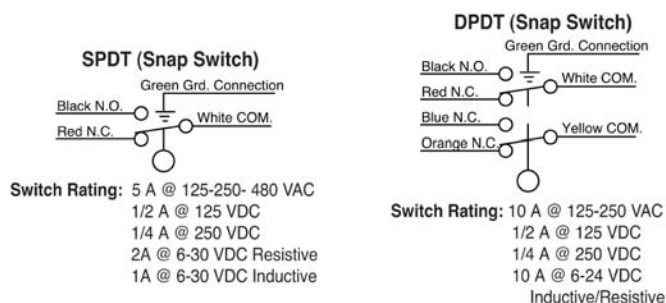 SPDT (Snap Switch)
Green Grd. Connection
Black N.O.
White COM.
Red N.C.
Switch Rating: 5 A @ 125-250- 480 VAC
1/2 A @ 125 VDC
1/4 A @ 250 VDC
2A @ 6-30 VDC Resistive
1A @ 6-30 VDC Inductive
DPDT (Snap Switch)
Green Grd. Connection
Black N.O.
White COM.
Red N.C.
Blue N.C.
Yellow COM.
Orange N.C.
Switch Rating: 10 A @ 125-250 VAC
1/2 A @ 125 VDC
1/4 A @ 250 VDC
10 A @ 6-24 VDC
Inductive/Resistive